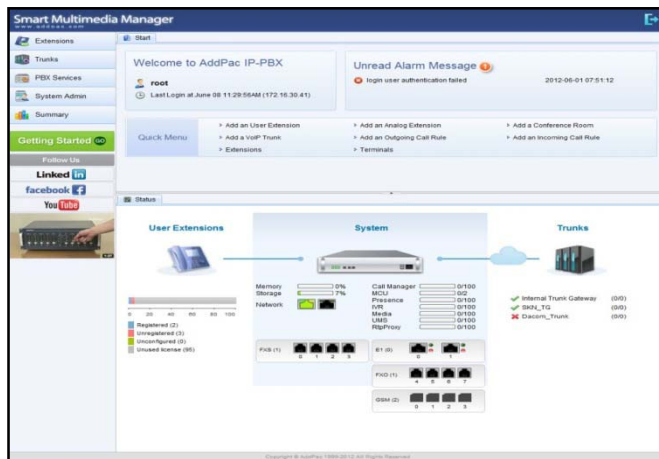 Smart Multimedia Manager
www.addpac.com
Extensions
Trunks
PBX Services
System Admin
Summary
Getting Started GO
Follow Us
Linked in
facebook f
You Tube
Start
Welcome to AddPac IP-PBX
root
Last Login at June 08 11:29:56AM (172.16.30.41)
Unread Alarm Message
login user authentication failed 2012-06-01 07:51:12
Quick Menu
Add an User Extension
Add an Analog Extension
Add a Conference Room
Add a VoIP Trunk
Add an Outgoing Call Rule
Add an Incoming Call Rule
Extensions
Terminals
Status
User Extensions
System
Trunks
0 20 40 60 80 100
Registered (2)
Unregistered (3)
Unconfigured (0)
Unused license (95)
Memory 0%
Storage 7%
Network
Call Manager 0/100
MCU 0/2
Presence 0/100
IVR 0/100
Media 0/100
UMS 0/100
RtpProxy 0/100
Internal Trunk Gateway (0/0)
SKN_TG (0/0)
Dacom_Trunk (0/0)
FXS (1)
0 1 2 3
E1 (0)
0 1
FXO (1)
4 5 6 7
GSM (2)
0 1 2 3
Copyright © AddPac 1999-2012 All Rights Reserved